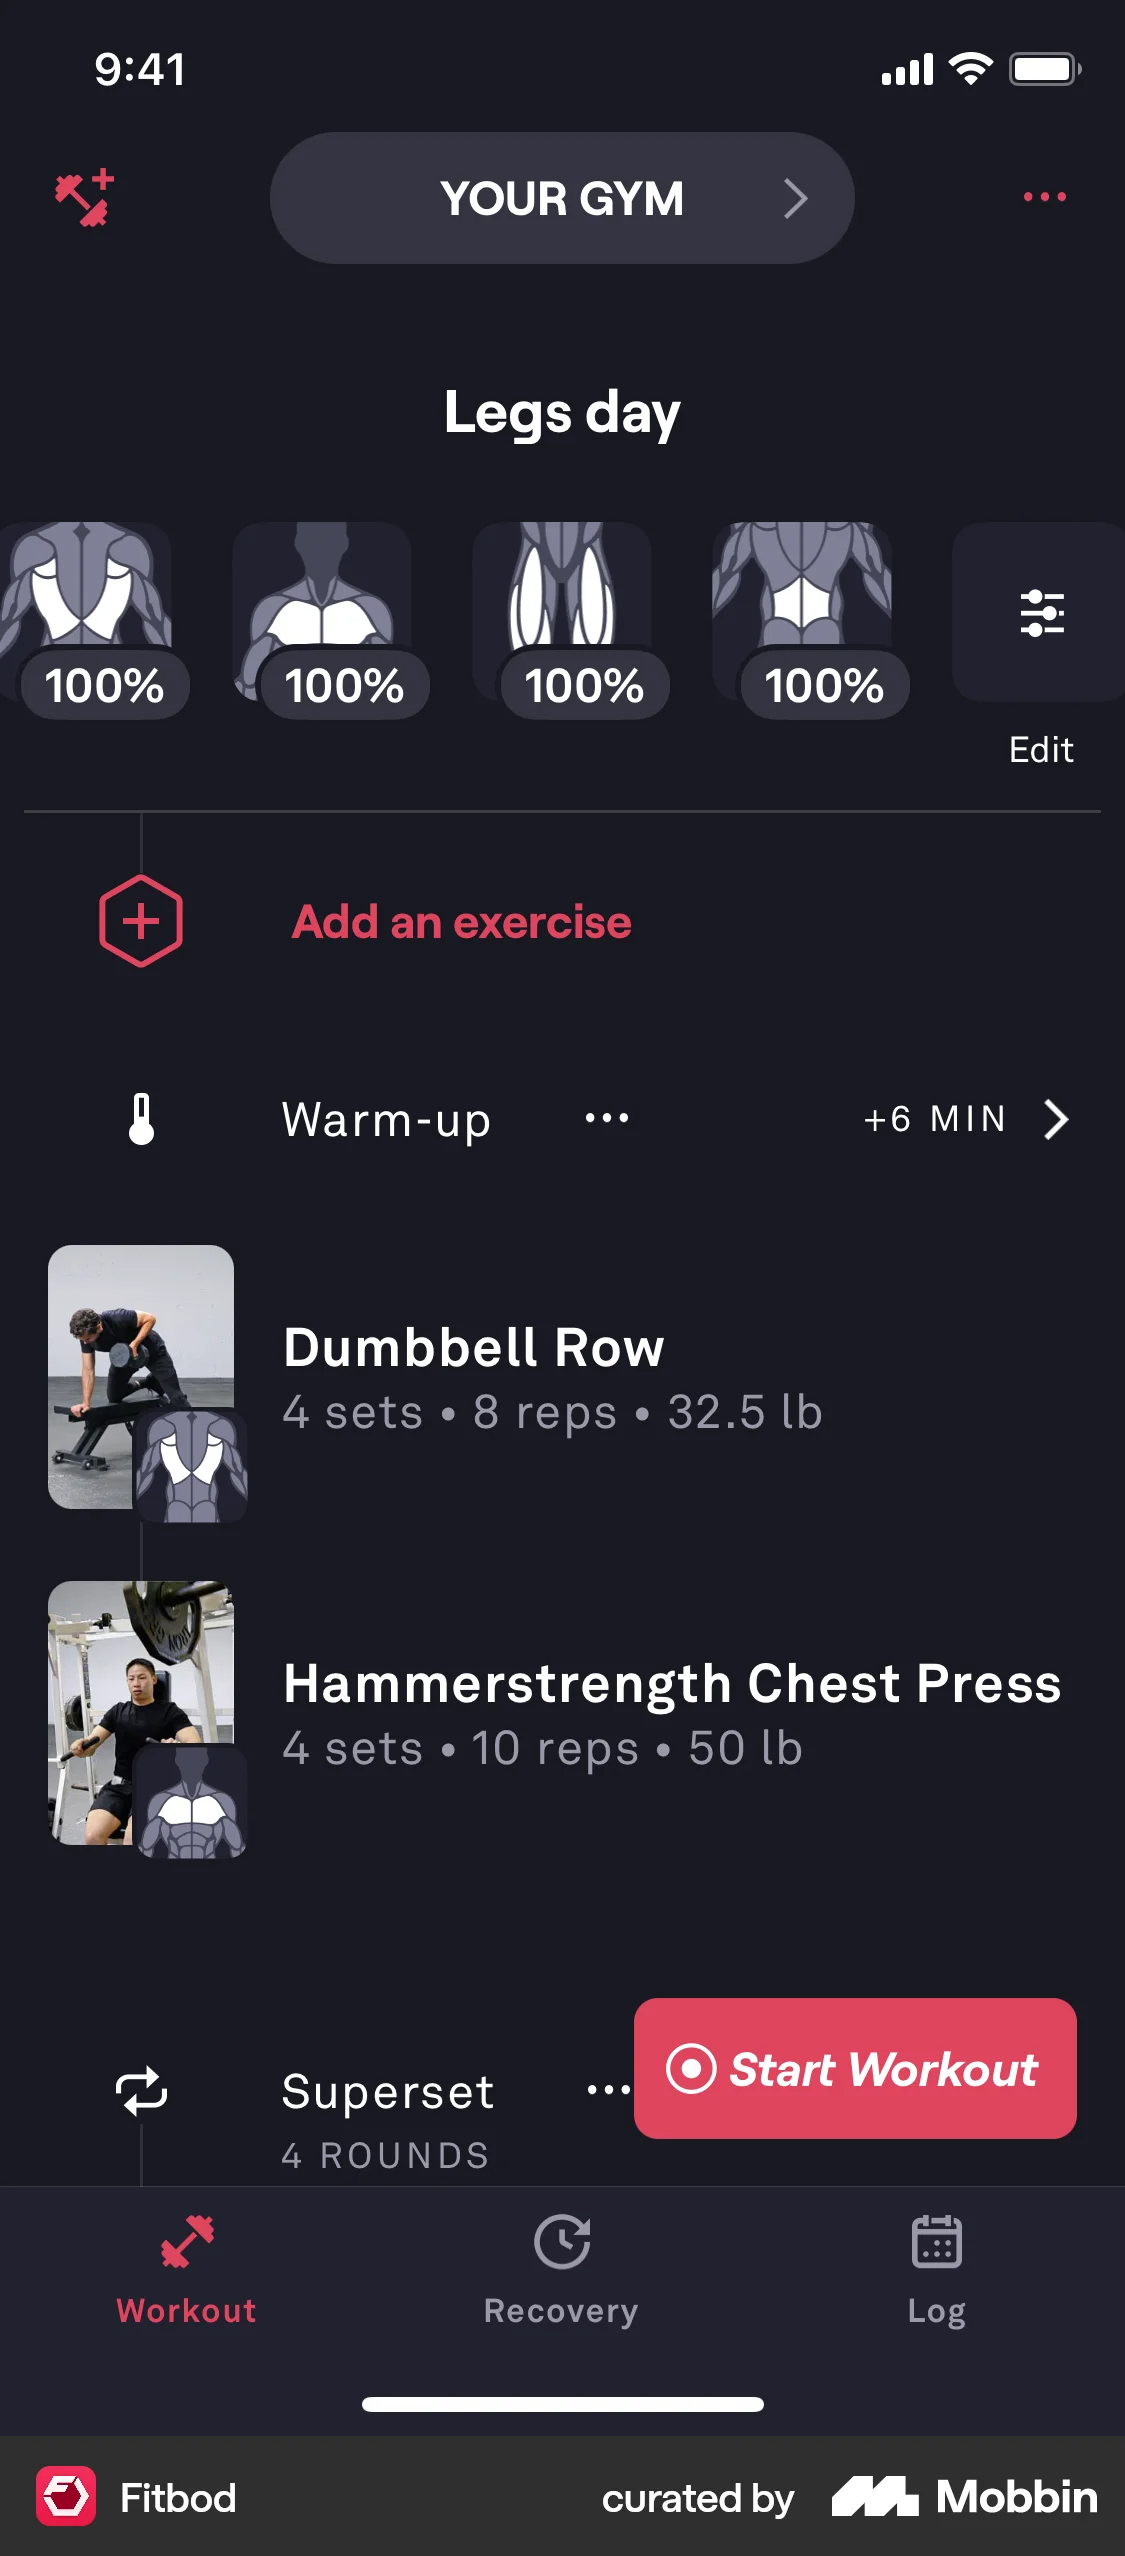 9:41
YOUR GYM
Legs day
100% 100% 100% 100%
Edit
Add an exercise
Warm-up +6 MIN
Dumbbell Row
4 sets • 8 reps • 32.5 lb
Hammerstrength Chest Press
4 sets • 10 reps • 50 lb
Start Workout
Superset
4 ROUNDS
Workout Recovery Log
Fitbod curated by Mobbin